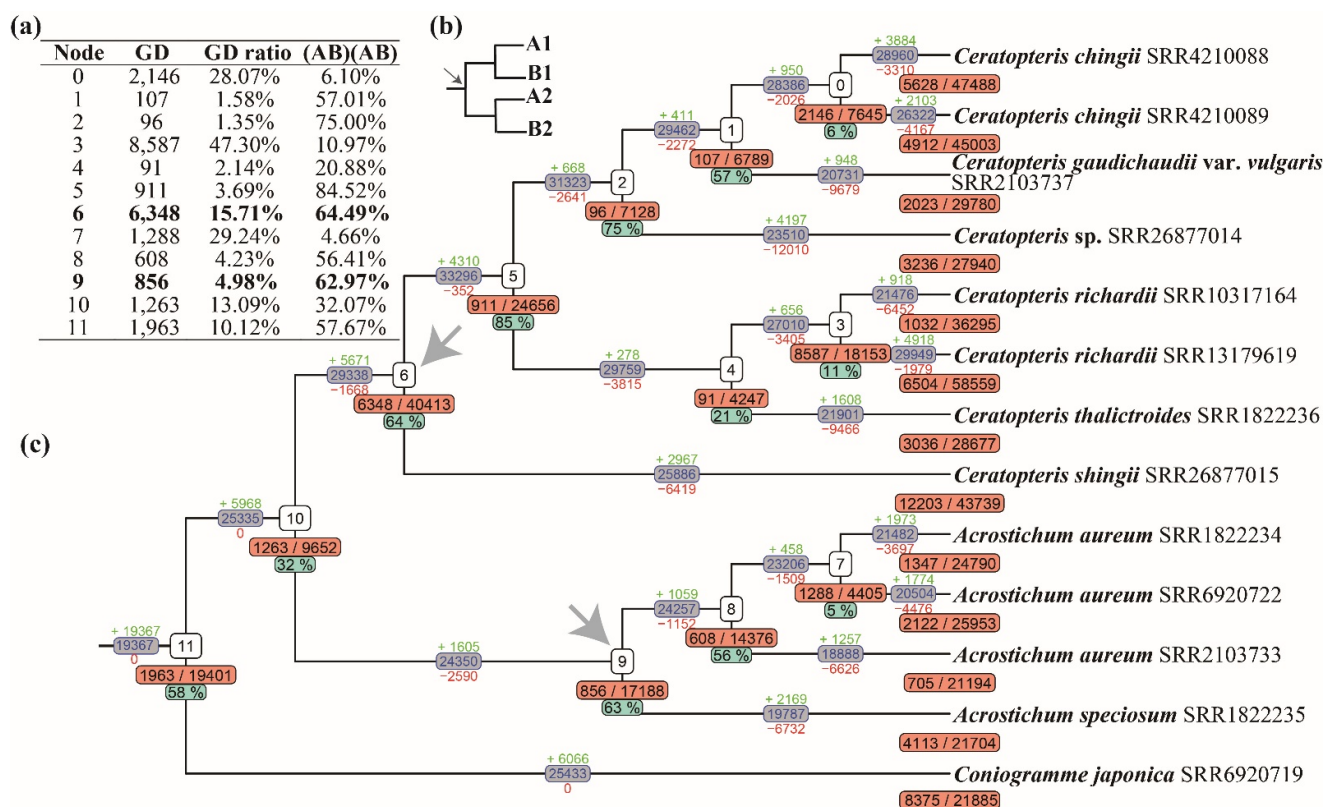 (a)
Node GD GD ratio (AB)(AB)
0 2,146 28.07% 6.10%
1 107 1.58% 57.01%
2 96 1.35% 75.00%
3 8,587 47.30% 10.97%
4 91 2.14% 20.88%
5 911 3.69% 84.52%
6 6,348 15.71% 64.49%
7 1,288 29.24% 4.66%
8 608 4.23% 56.41%
9 856 4.98% 62.97%
10 1,263 13.09% 32.07%
11 1,963 10.12% 57.67%
(b)
A1
B1
A2
B2
(c)
+ 3884
28960
−3310
Ceratopteris chingii SRR4210088
5628 / 47488
+ 950
28386
−2026
0
2146 / 7645
6 %
+ 2103
26322
−4167
Ceratopteris chingii SRR4210089
4912 / 45003
+ 411
29462
−2272
1
107 / 6789
57 %
+ 948
20731
−9679
Ceratopteris gaudichaudii var. vulgaris
SRR2103737
2023 / 29780
+ 668
31323
−2641
2
96 / 7128
75 %
+ 4197
23510
−12010
Ceratopteris sp. SRR26877014
3236 / 27940
+ 4310
33296
−352
5
911 / 24656
85 %
+ 918
21476
−6452
Ceratopteris richardii SRR10317164
1032 / 36295
+ 656
27010
−3405
3
8587 / 18153
11 %
+ 4918
29949
−1979
Ceratopteris richardii SRR13179619
6504 / 58559
+ 278
29759
−3815
4
91 / 4247
21 %
+ 1608
21901
−9466
Ceratopteris thalictroides SRR1822236
3036 / 28677
+ 5671
29338
−1668
6
6348 / 40413
64 %
+ 2967
25886
−6419
Ceratopteris shingii SRR26877015
12203 / 43739
+ 5968
25335
0
10
1263 / 9652
32 %
+ 1973
21482
−3697
Acrostichum aureum SRR1822234
1347 / 24790
+ 458
23206
−1509
7
1288 / 4405
5 %
+ 1774
20504
−4476
Acrostichum aureum SRR6920722
2122 / 25953
+ 1059
24257
−1152
8
608 / 14376
56 %
+ 1257
18888
−6626
Acrostichum aureum SRR2103733
705 / 21194
+ 1605
24350
−2590
9
856 / 17188
63 %
+ 2169
19787
−6732
Acrostichum speciosum SRR1822235
4113 / 21704
+ 19367
19367
0
11
1963 / 19401
58 %
+ 6066
25433
0
Coniogramme japonica SRR6920719
8375 / 21885